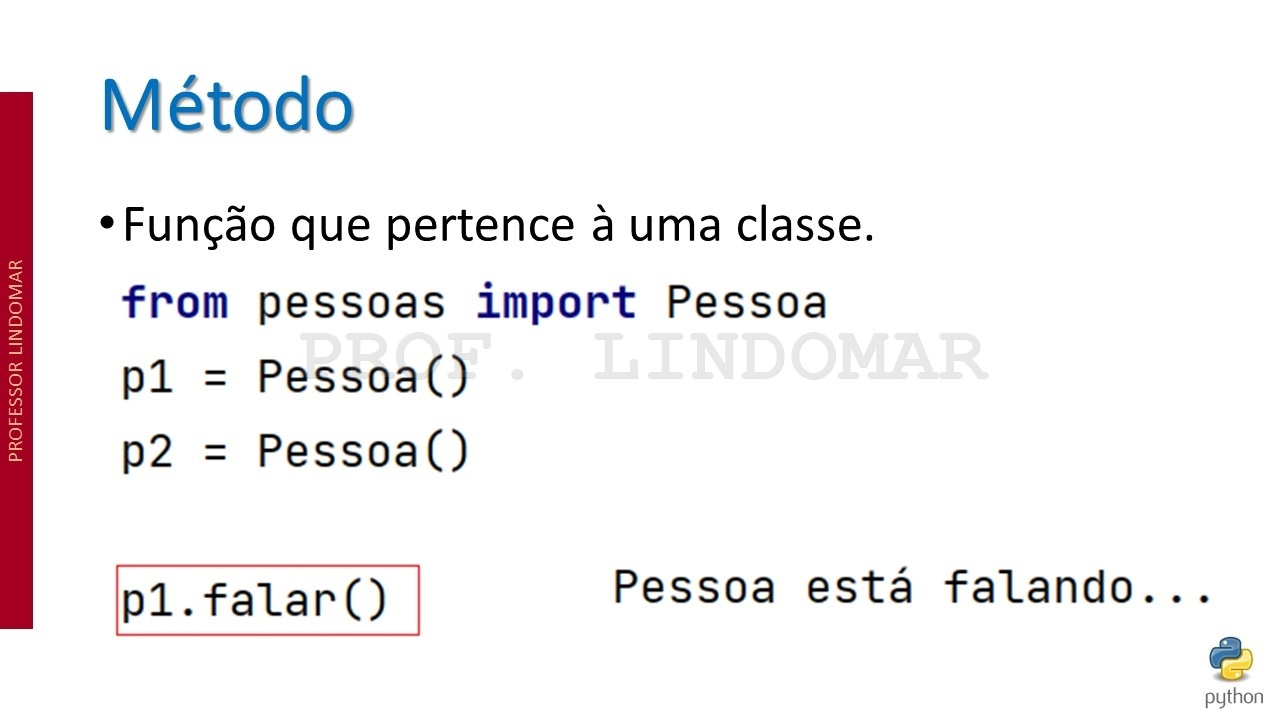 Método
•Função que pertence à uma classe.
from pessoas import Pessoa
PROF. LINDOMAR
p1 = Pessoa()
p2 = Pessoa()
p1.falar()
Pessoa está falando...
PROFESSOR LINDOMAR
python